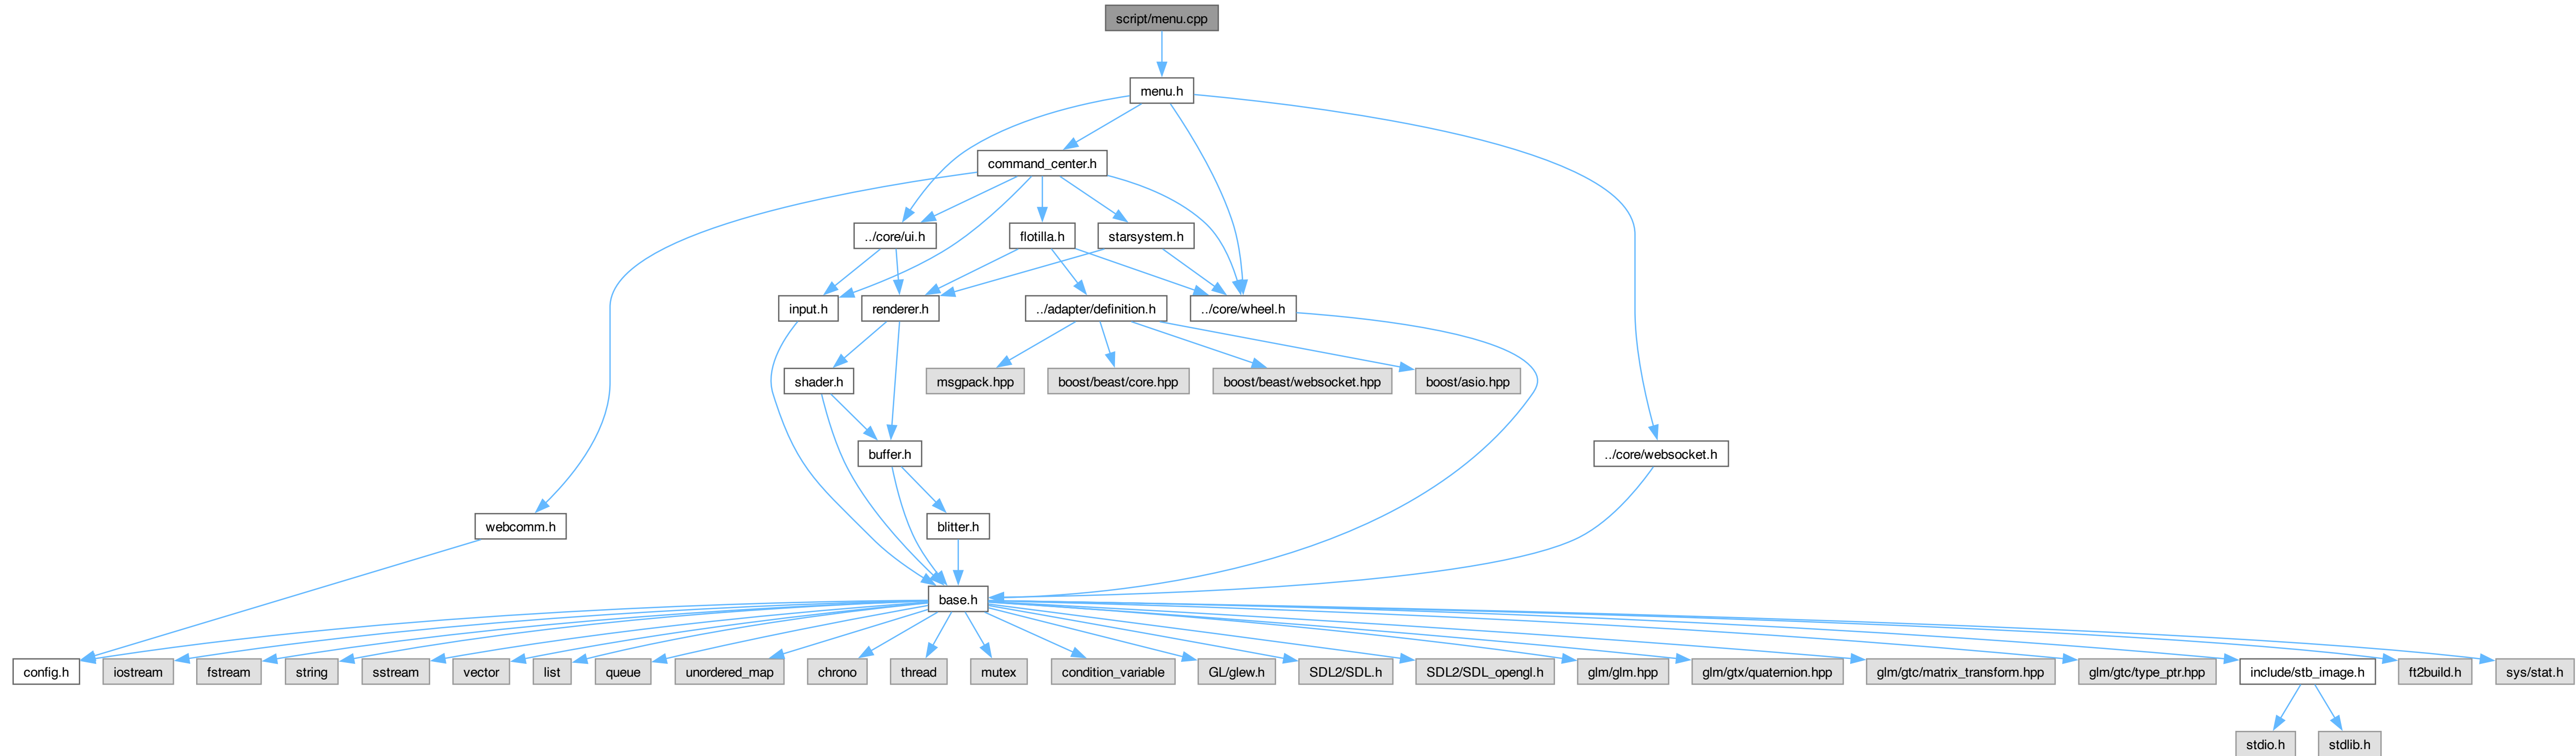 script/menu.cpp
menu.h
command_center.h
../core/ui.h
flotilla.h
starsystem.h
input.h
renderer.h
../adapter/definition.h
../core/wheel.h
shader.h
msgpack.hpp
boost/beast/core.hpp
boost/beast/websocket.hpp
boost/asio.hpp
buffer.h
../core/websocket.h
webcomm.h
blitter.h
base.h
config.h
iostream
fstream
string
sstream
vector
list
queue
unordered_map
chrono
thread
mutex
condition_variable
GL/glew.h
SDL2/SDL.h
SDL2/SDL_opengl.h
glm/glm.hpp
glm/gtx/quaternion.hpp
glm/gtc/matrix_transform.hpp
glm/gtc/type_ptr.hpp
include/stb_image.h
ft2build.h
sys/stat.h
stdio.h
stdlib.h